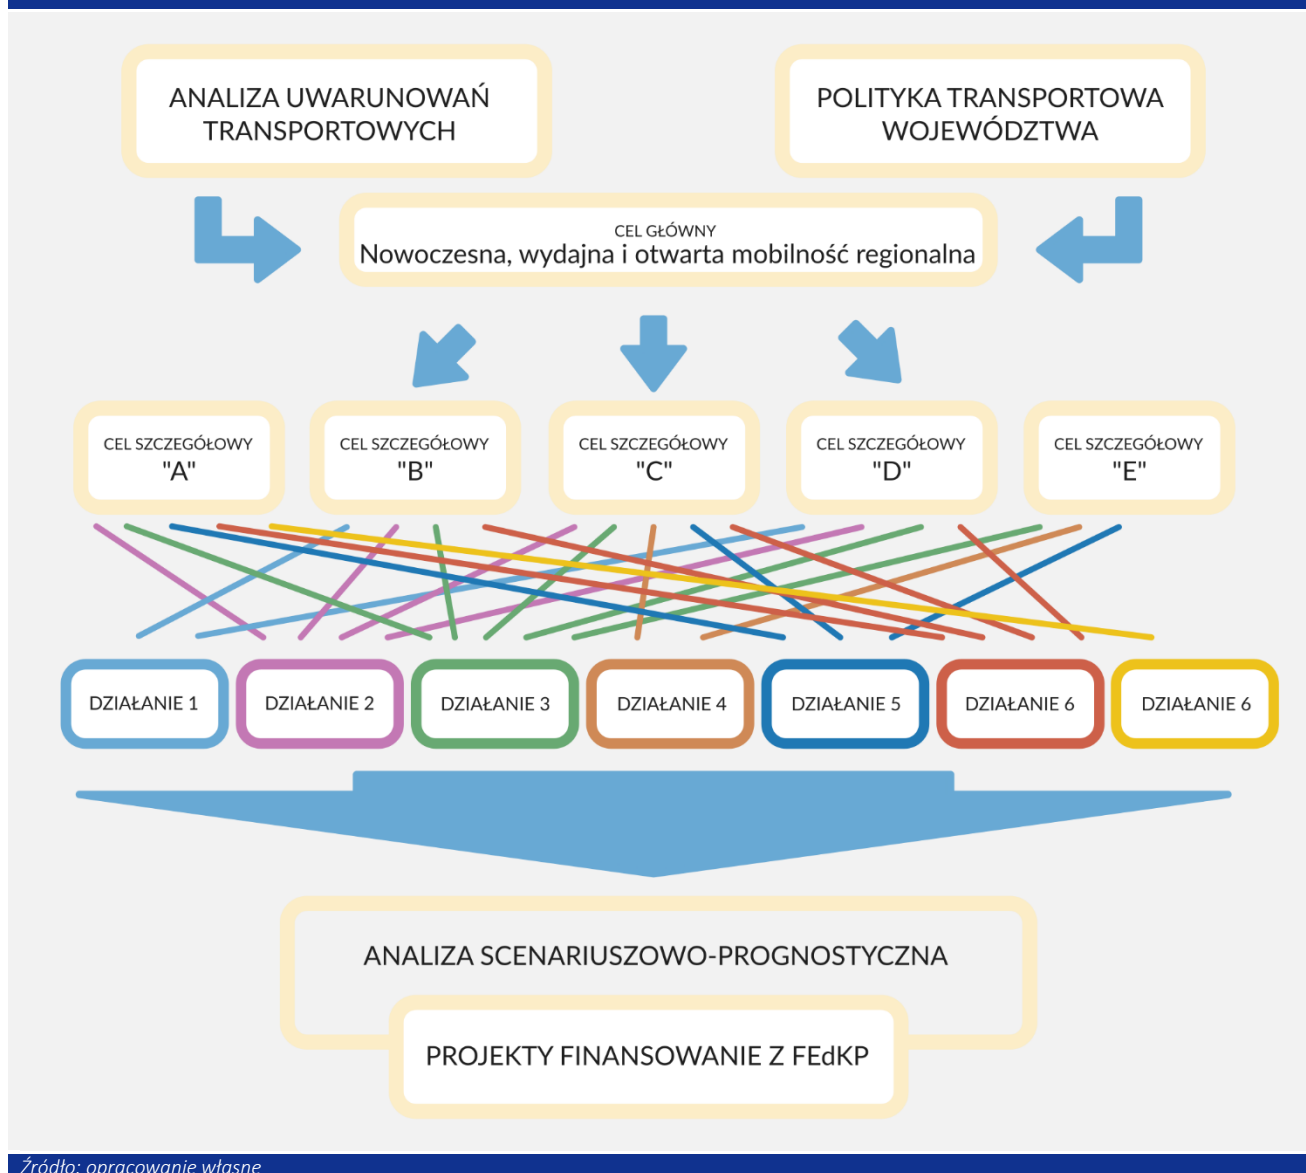 ANALIZA UWARUNOWAŃ
TRANSPORTOWYCH
POLITYKA TRANSPORTOWA
WOJEWÓDZTWA
CEL GŁÓWNY
Nowoczesna, wydajna i otwarta mobilność regionalna
CEL SZCZEGÓŁOWY
"A"
CEL SZCZEGÓŁOWY
"B"
CEL SZCZEGÓŁOWY
"C"
CEL SZCZEGÓŁOWY
"D"
CEL SZCZEGÓŁOWY
"E"
DZIAŁANIE 1
DZIAŁANIE 2
DZIAŁANIE 3
DZIAŁANIE 4
DZIAŁANIE 5
DZIAŁANIE 6
DZIAŁANIE 6
ANALIZA SCENARIUSZOWO-PROGNOSTYCZNA
PROJEKTY FINANSOWANIE Z FEdKP
Źródło: opracowanie własne